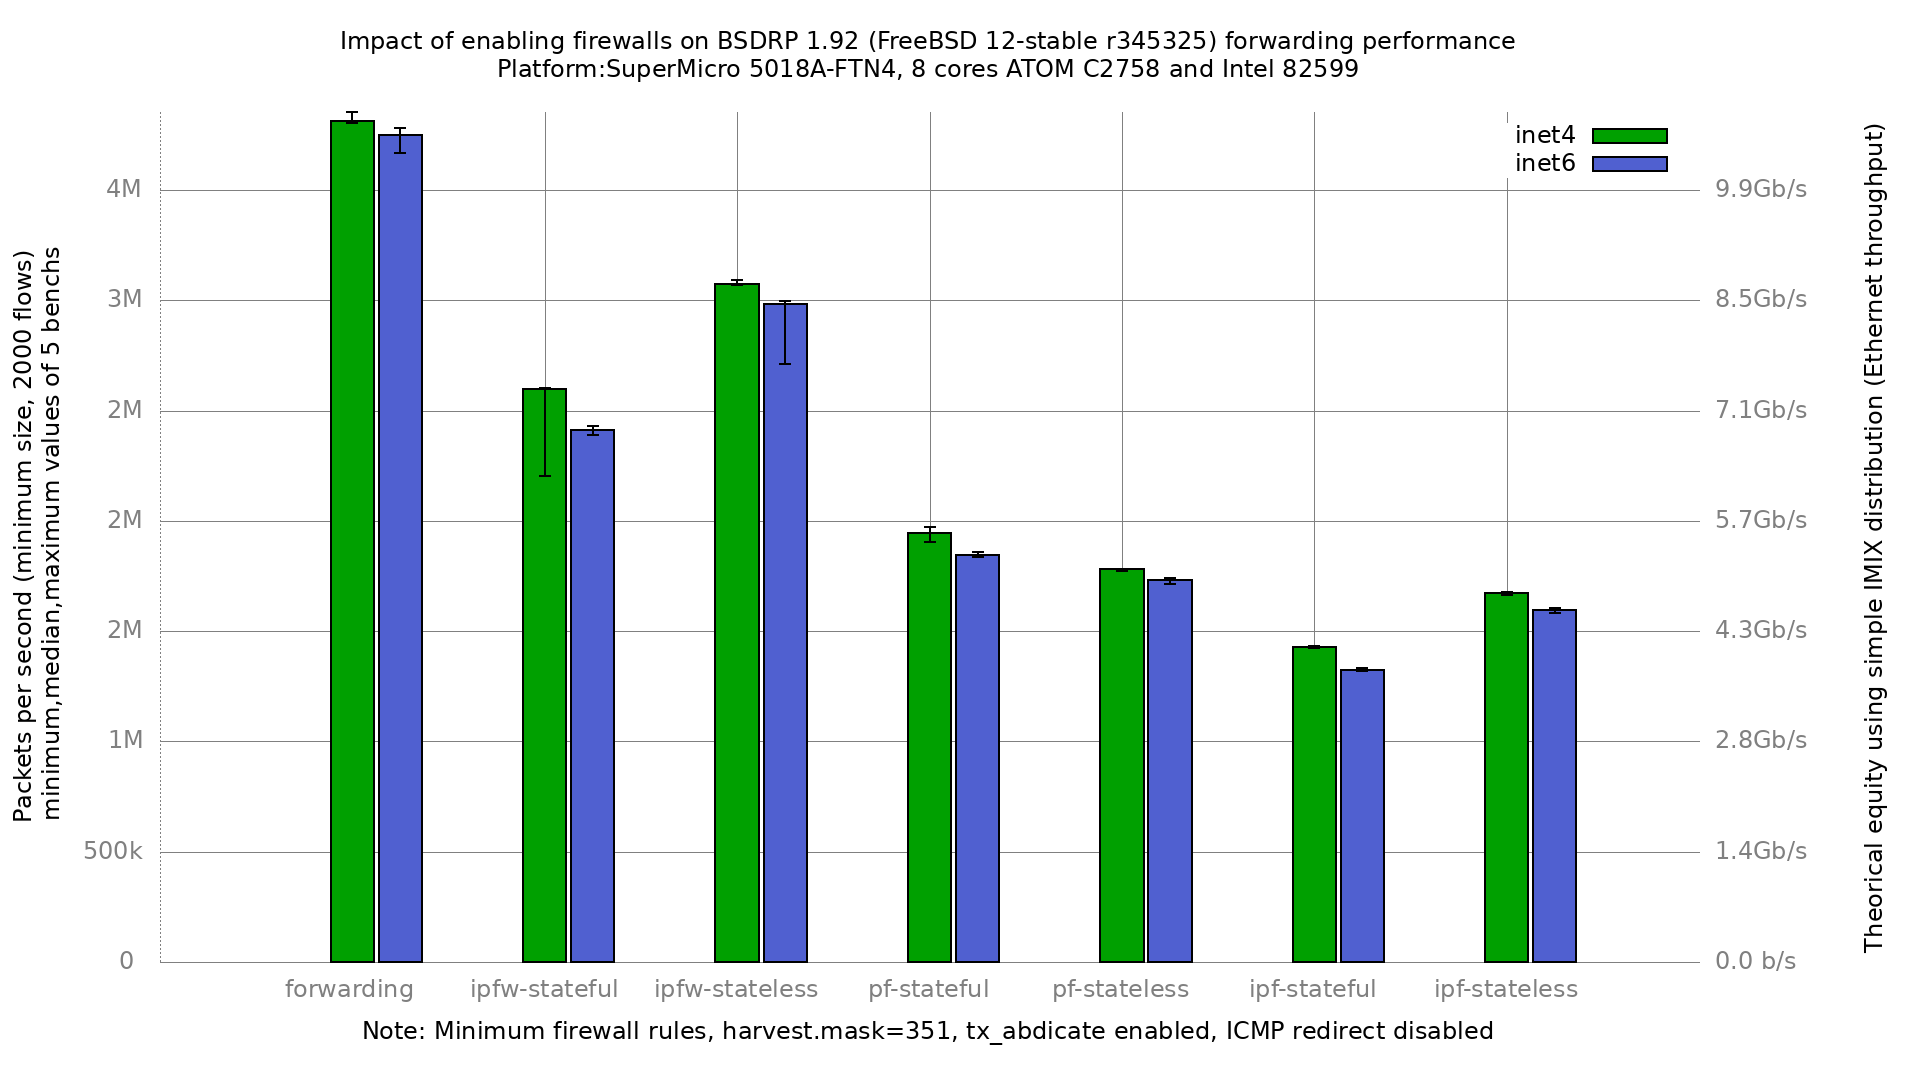 Impact of enabling firewalls on BSDRP 1.92 (FreeBSD 12-stable r345325) forwarding performance
Platform:SuperMicro 5018A-FTN4, 8 cores ATOM C2758 and Intel 82599
Packets per second (minimum size, 2000 flows)
minimum,median,maximum values of 5 benchs
4M
3M
2M
2M
2M
1M
500k
0
inet4
inet6
9.9Gb/s
8.5Gb/s
7.1Gb/s
5.7Gb/s
4.3Gb/s
2.8Gb/s
1.4Gb/s
0.0 b/s
Theorical equity using simple IMIX distribution (Ethernet throughput)
forwarding
ipfw-stateful
ipfw-stateless
pf-stateful
pf-stateless
ipf-stateful
ipf-stateless
Note: Minimum firewall rules, harvest.mask=351, tx_abdicate enabled, ICMP redirect disabled